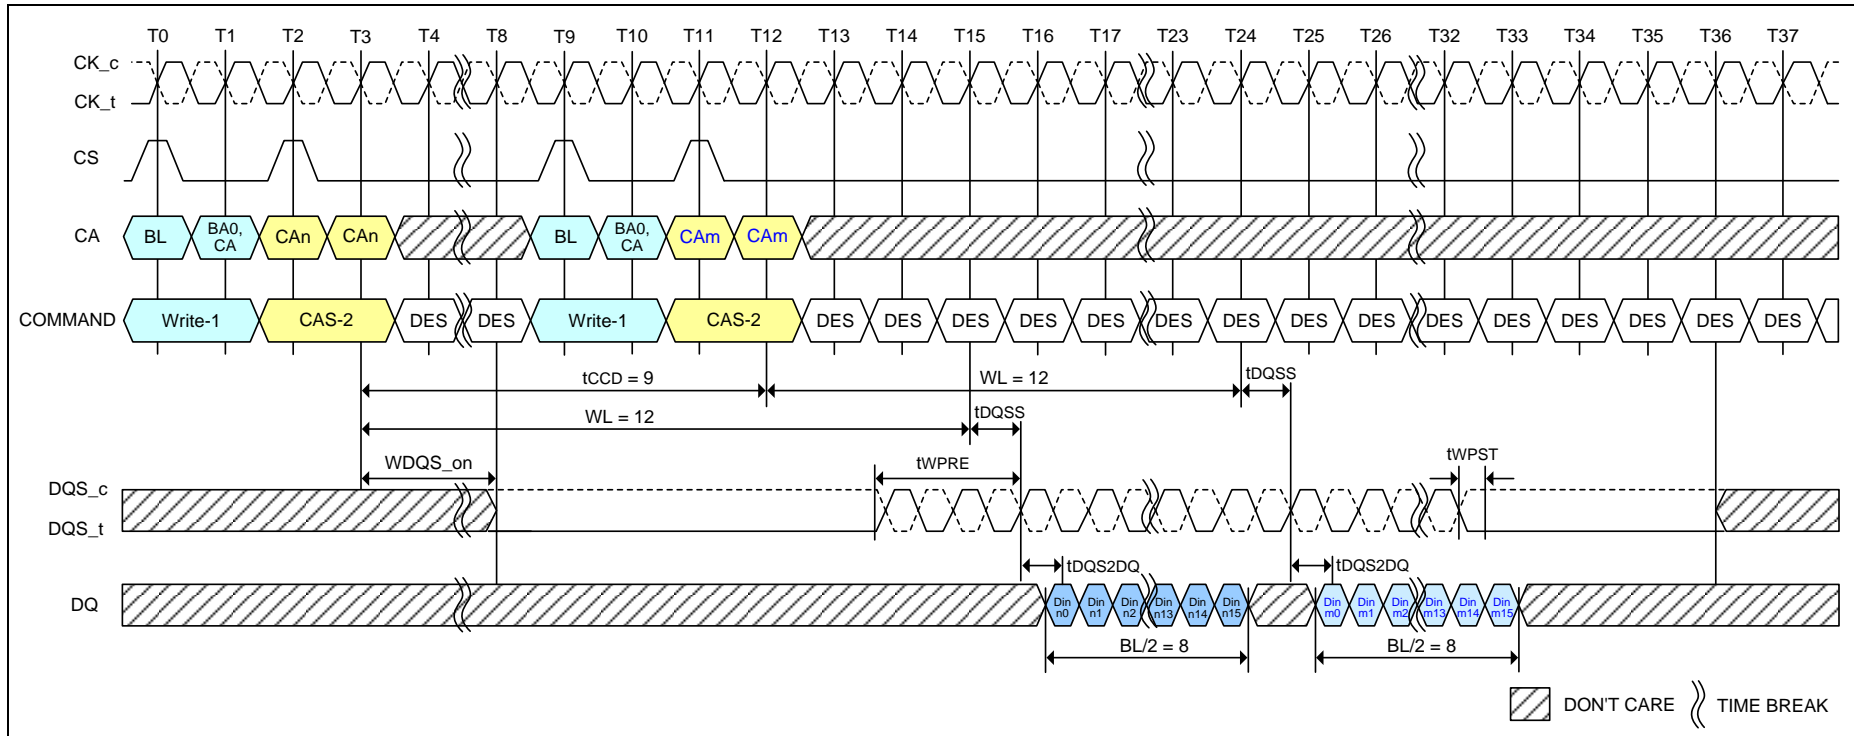 T0 T1 T2 T3 T4 T8 T9 T10 T11 T12 T13 T14 T15 T16 T17 T23 T24 T25 T26 T32 T33 T34 T35 T36 T37
CK_c
CK_t
CS
CA BL BA0, CA CAn CAn BL BA0, CA CAm CAm
COMMAND Write-1 CAS-2 DES DES Write-1 CAS-2 DES DES DES DES DES DES DES DES DES DES DES DES DES DES DES
tCCD = 9 WL = 12 tDQSS
WL = 12 tDQSS
WDQS_on tWPRE tWPST
DQS_c
DQS_t
tDQS2DQ tDQS2DQ
DQ Din n0 Din n1 Din n2 Din n13 Din n14 Din n15 Din m0 Din m1 Din m2 Din m13 Din m14 Din m15
BL/2 = 8 BL/2 = 8
DON'T CARE TIME BREAK